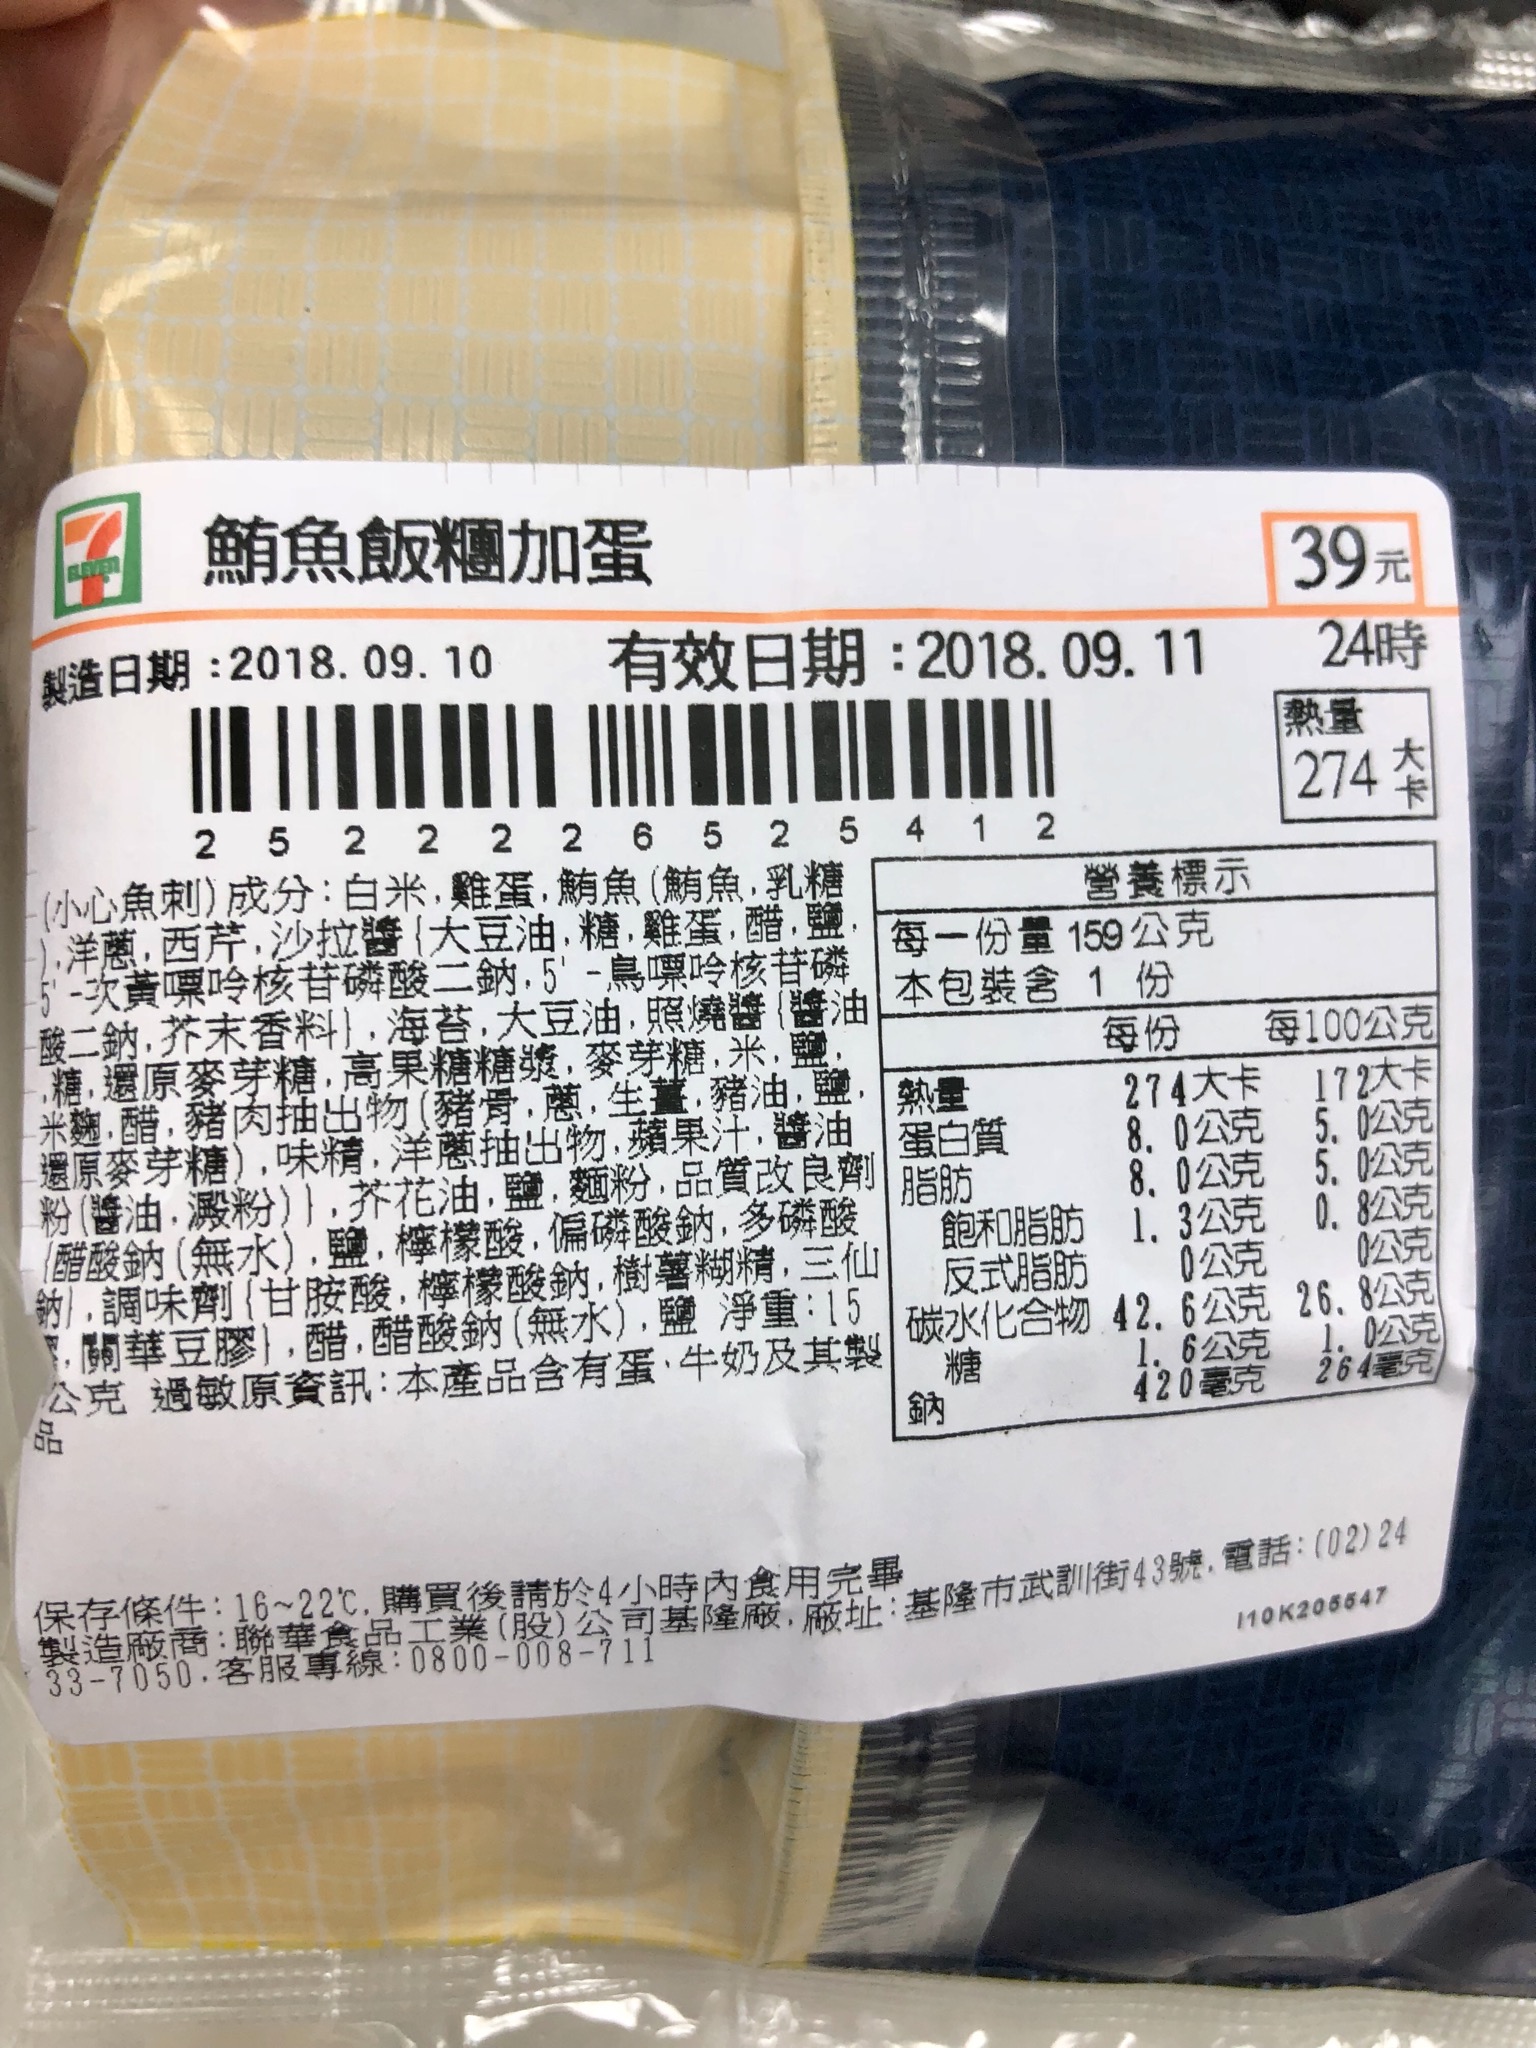 7
ELEVEN
鮪魚飯糰加蛋
39元
製造日期:2018.09.10 有效日期:2018.09.11 24時
熱量
274大卡
2 5 2 2 2 2 6 5 2 5 4 1 2
(小心魚刺)成分:白米,雞蛋,鮪魚(鮪魚,乳糖
),洋蔥,西芹,沙拉醬{大豆油,糖,雞蛋,醋,鹽,
5'-次黃嘌呤核苷磷酸二鈉,5'-鳥嘌呤核苷磷
酸二鈉,芥末香料},海苔,大豆油,照燒醬{醬油
,糖,還原麥芽糖,高果糖糖漿,麥芽糖,米,鹽,
米麴,醋,豬肉抽出物(豬骨,蔥,生薑,豬油,鹽,
還原麥芽糖),味精,洋蔥抽出物,蘋果汁,醬油
粉(醬油,澱粉)},芥花油,鹽,麵粉,品質改良劑
{醋酸鈉(無水),鹽,檸檬酸,偏磷酸鈉,多磷酸
鈉},調味劑{甘胺酸,檸檬酸鈉,樹薯糊精,三仙
膠,關華豆膠},醋,醋酸鈉(無水),鹽 淨重:15
公克 過敏原資訊:本產品含有蛋、牛奶及其製
品
營養標示
每一份量 159公克
本包裝含 1 份
每份 每100公克
熱量 274大卡 172大卡
蛋白質 8.0公克 5.0公克
脂肪 8.0公克 5.0公克
飽和脂肪 1.3公克 0.8公克
反式脂肪 0公克 0公克
碳水化合物 42.6公克 26.8公克
糖 1.6公克 1.0公克
鈉 420毫克 264毫克
保存條件:16~22℃,購買後請於4小時內食用完畢
製造廠商:聯華食品工業(股)公司基隆廠,廠址:基隆市武訓街43號,電話:(02)24
33-7050,客服專線:0800-008-711
I10K206647